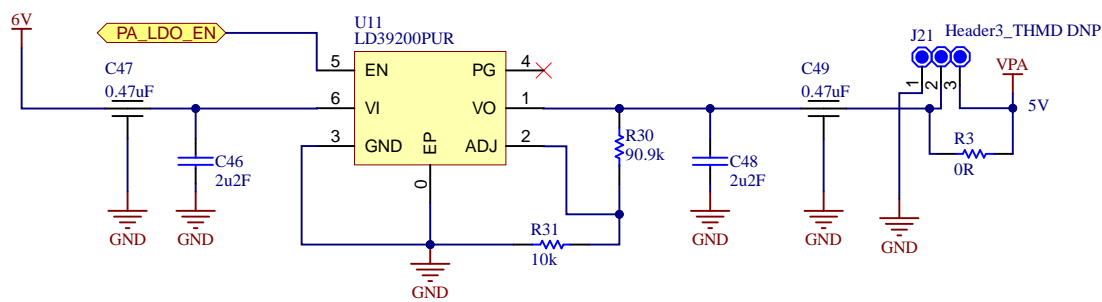 6V
PA_LDO_EN
U11
LD39200PUR
C47
0.47uF
5
EN
PG
4
6
VI
VO
1
3
GND
EP
ADJ
2
0
C46
2u2F
GND
GND
GND
R30
90.9k
R31
10k
C48
2u2F
GND
C49
0.47uF
GND
J21
Header3_THMD DNP
1
2
3
VPA
5V
R3
0R
GND